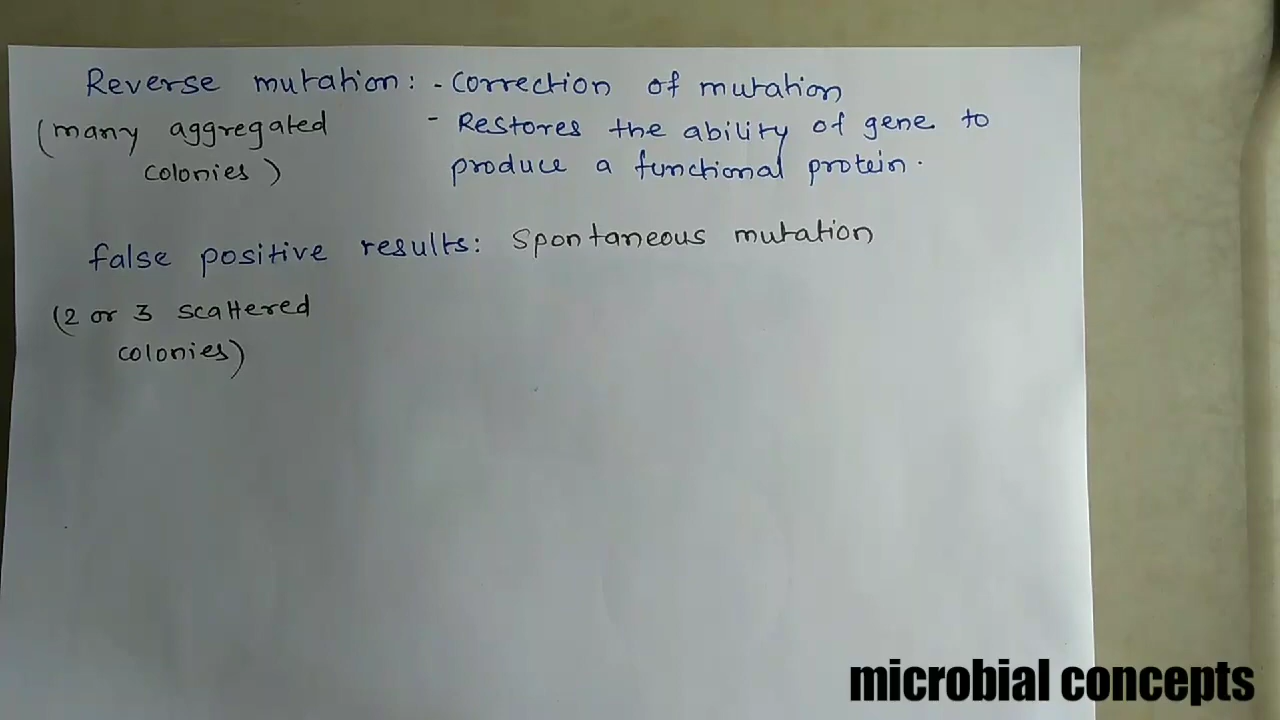 Reverse mutation: - Correction of mutation
(many aggregated colonies)
- Restores the ability of gene to
produce a functional protein.
false positive results: Spontaneous mutation
(2 or 3 scattered
colonies)
microbial concepts